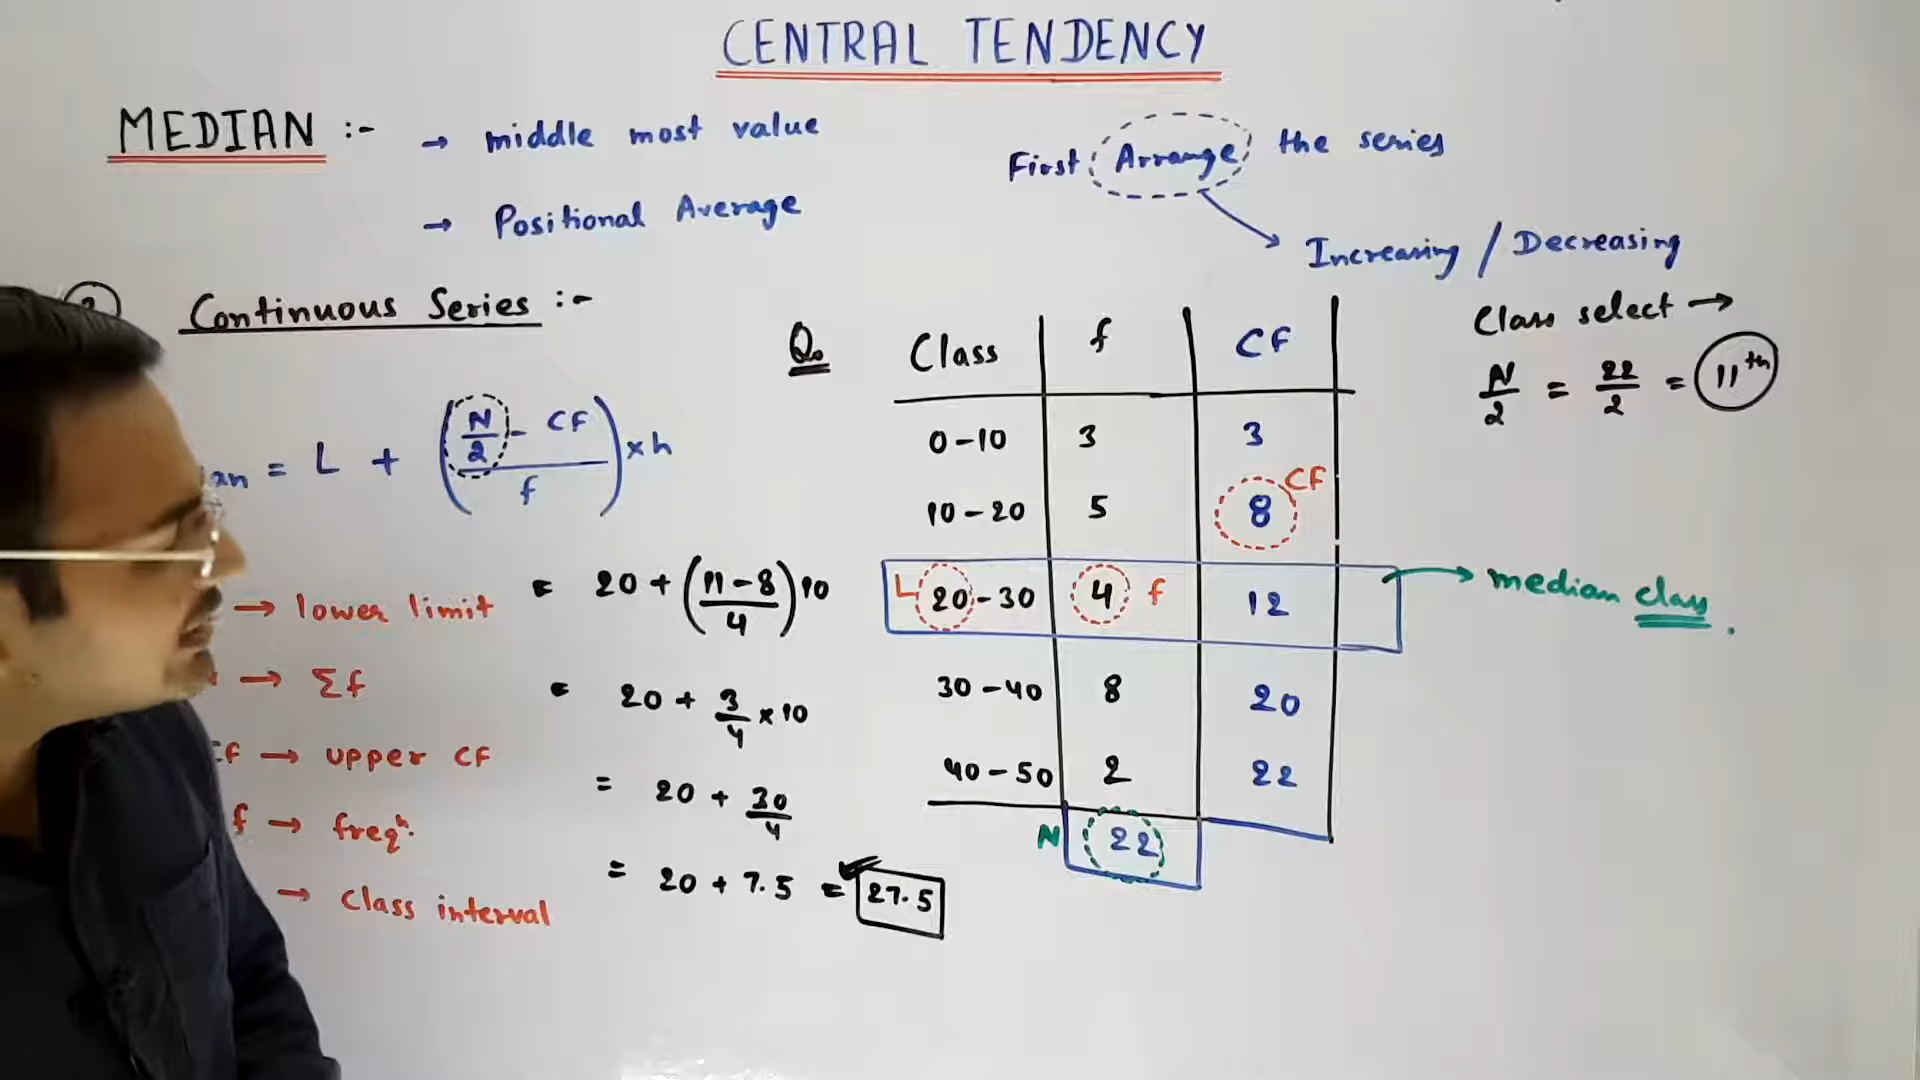 CENTRAL TENDENCY
MEDIAN :-
→ middle most value
→ Positional Average
First Arrange the series
Increasing / Decreasing
Continuous Series :-
an = L + (N/2 - CF / f) × h
→ lower limit
→ Σf
→ upper CF
f → freqⁿ.
→ Class interval
= 20 + (11 - 8 / 4) 10
= 20 + 3/4 × 10
= 20 + 30/4
= 20 + 7.5 = 27.5
Q.
Class f CF
0 - 10 3 3
10 - 20 5 8 CF
L 20 - 30 4 f 12
30 - 40 8 20
40 - 50 2 22
N 22
Class select →
N/2 = 22/2 = 11th
→ median class.